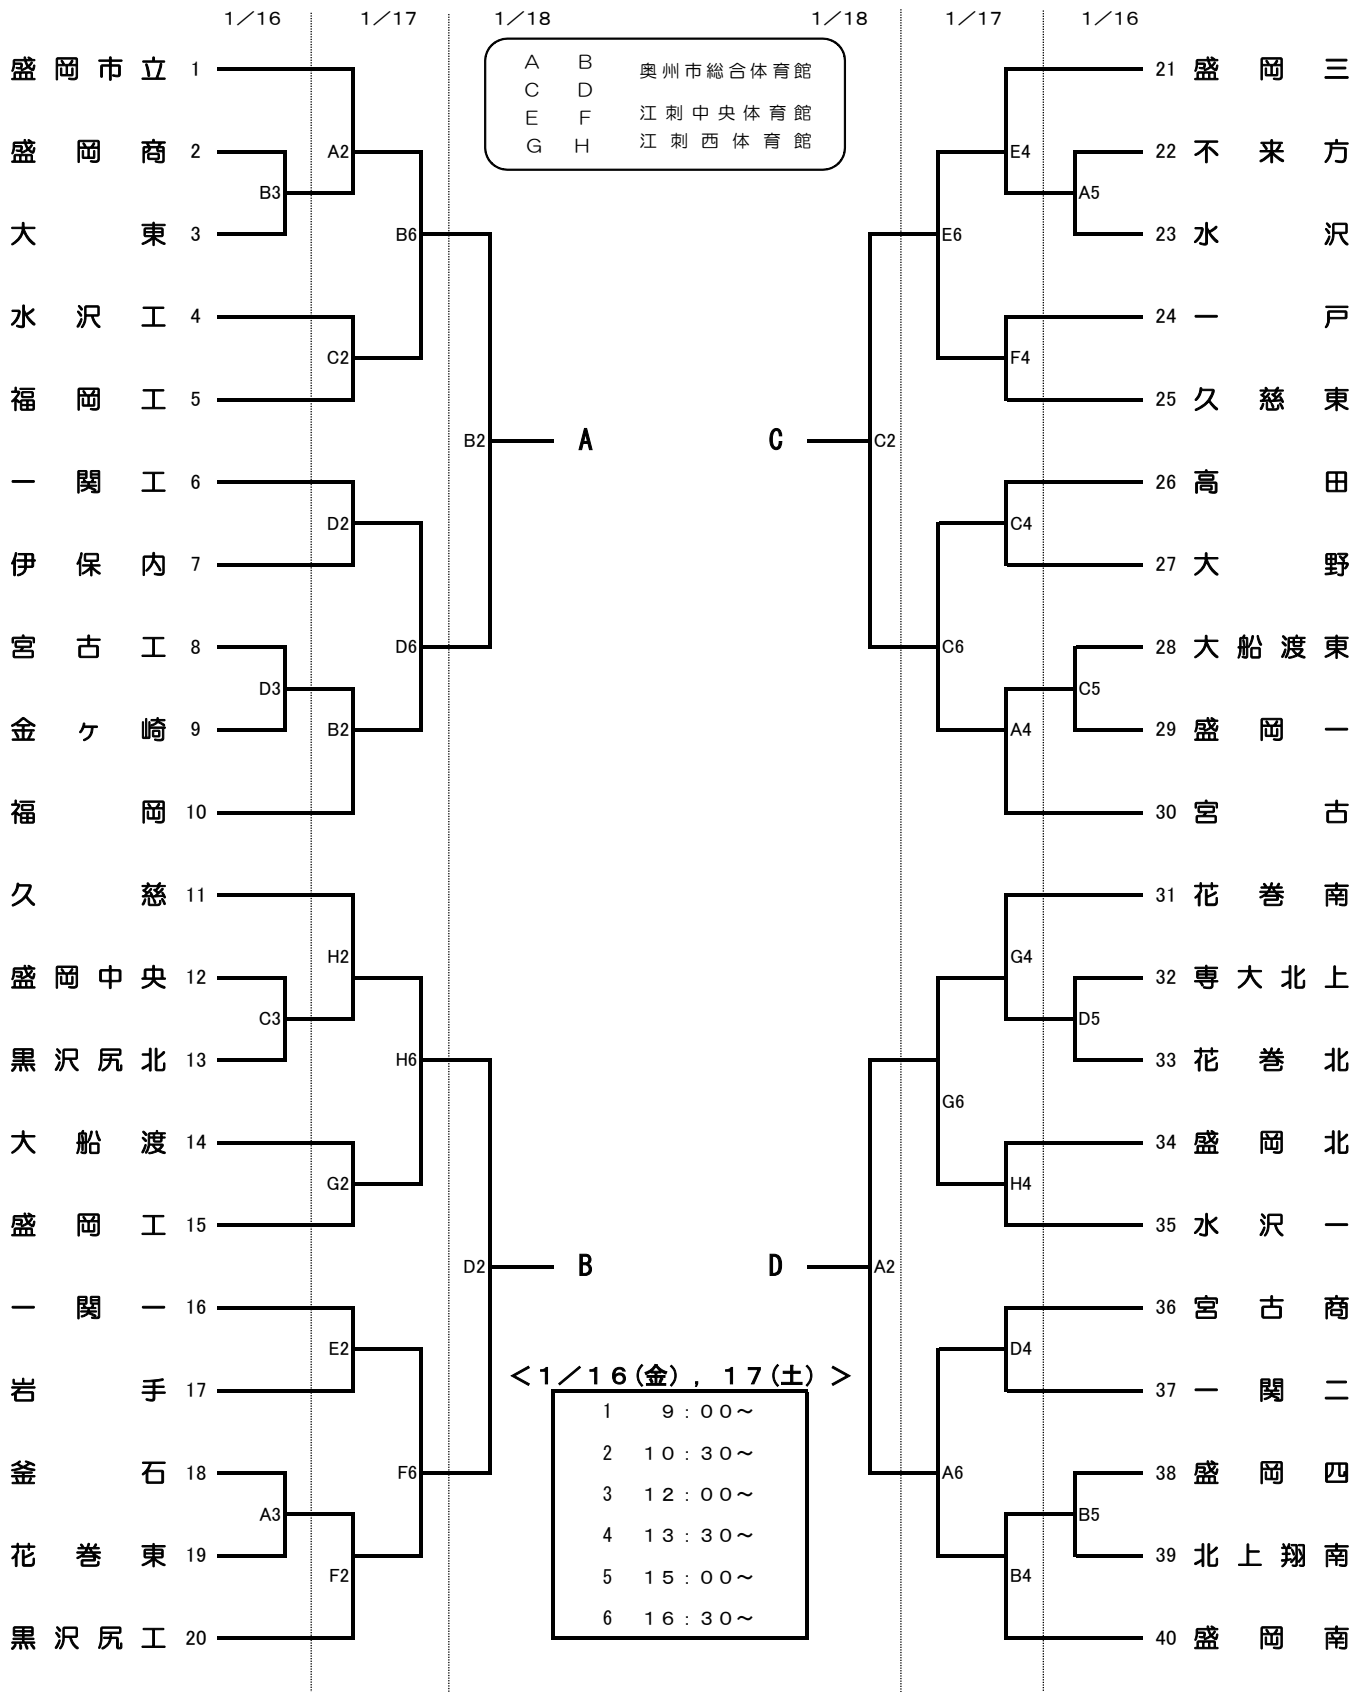 1／16 1／17 1／18 1／18 1／17 1／16
A B 奥州市総合体育館
C D
E F 江刺中央体育館
G H 江刺西体育館
盛岡市立 1
盛岡商 2
大東 3
水沢工 4
福岡工 5
一関工 6
伊保内 7
宮古工 8
金ヶ崎 9
福岡 10
久慈 11
盛岡中央 12
黒沢尻北 13
大船渡 14
盛岡工 15
一関一 16
岩手 17
釜石 18
花巻東 19
黒沢尻工 20
B3
D3
C3
A3
A2
C2
D2
B2
H2
G2
E2
F2
B6
D6
H6
F6
B2
D2
A
B
C
D
C2
A2
E6
C6
G6
A6
E4
F4
C4
A4
G4
H4
D4
B4
A5
C5
D5
B5
21 盛岡三
22 不来方
23 水沢
24 一戸
25 久慈東
26 高田
27 大野
28 大船渡東
29 盛岡一
30 宮古
31 花巻南
32 専大北上
33 花巻北
34 盛岡北
35 水沢一
36 宮古商
37 一関二
38 盛岡四
39 北上翔南
40 盛岡南
＜１／１６(金)，１７(土)＞
1 ９：００～
2 １０：３０～
3 １２：００～
4 １３：３０～
5 １５：００～
6 １６：３０～